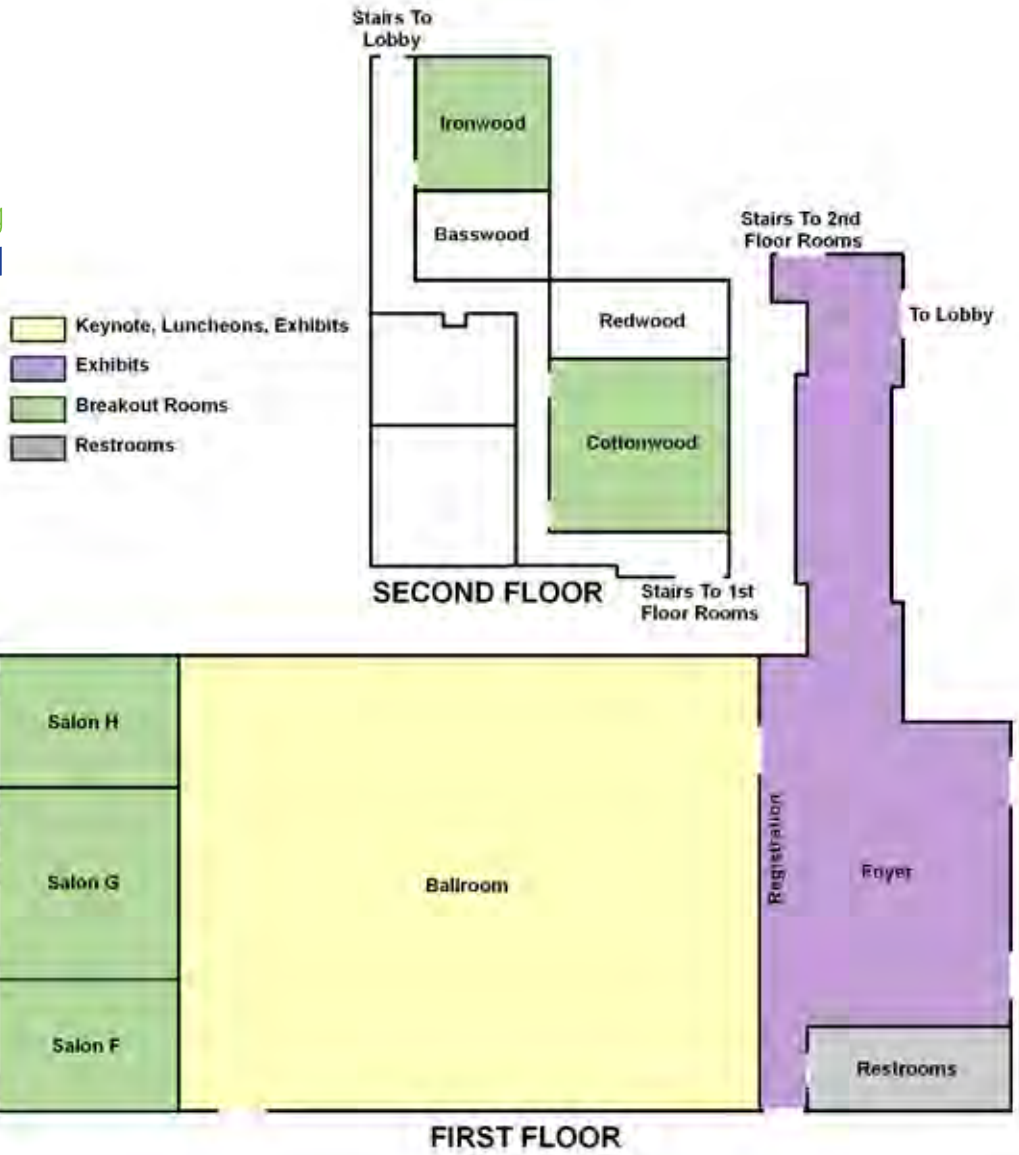 Stairs To
Lobby
Ironwood
Basswood
Stairs To 2nd
Floor Rooms
To Lobby
Redwood
Keynote, Luncheons, Exhibits
Exhibits
Breakout Rooms
Restrooms
Cottonwood
SECOND FLOOR
Stairs To 1st
Floor Rooms
Salon H
Salon G
Ballroom
Registration
Foyer
Salon F
Restrooms
FIRST FLOOR